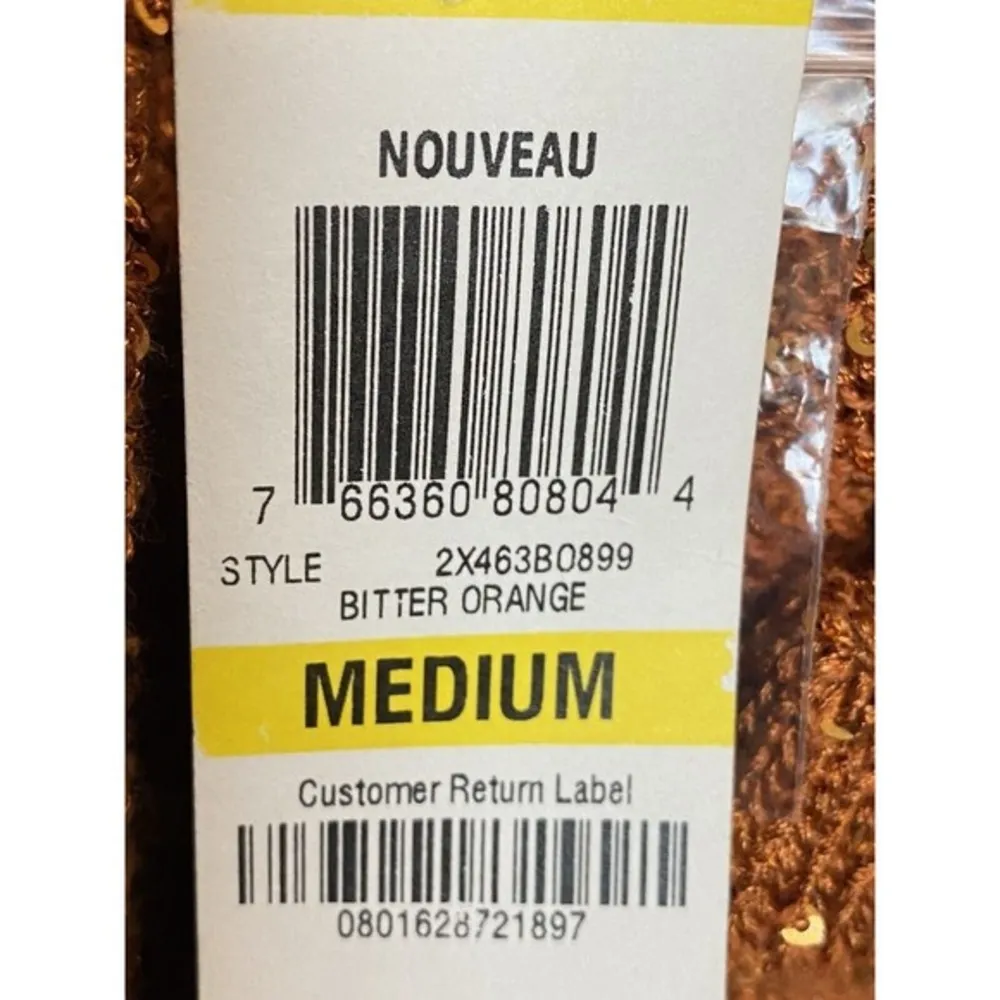 NOUVEAU
7 66360 80804 4
STYLE 2X463B0899
BITTER ORANGE
MEDIUM
Customer Return Label
0801628721897